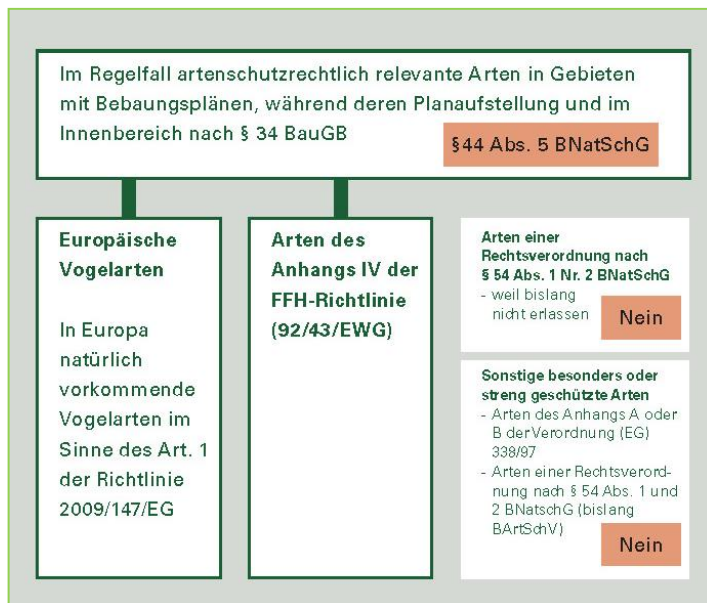 Im Regelfall artenschutzrechtlich relevante Arten in Gebieten
mit Bebaungsplänen, während deren Planaufstellung und im
Innenbereich nach § 34 BauGB
§44 Abs. 5 BNatSchG
Europäische
Vogelarten
In Europa
natürlich
vorkommende
Vogelarten im
Sinne des Art. 1
der Richtlinie
2009/147/EG
Arten des
Anhangs IV der
FFH-Richtlinie
(92/43/EWG)
Arten einer
Rechtsverordnung nach
§ 54 Abs. 1 Nr. 2 BNatSchG
- weil bislang
nicht erlassen
Nein
Sonstige besonders oder
streng geschützte Arten
- Arten des Anhangs A oder
B der Verordnung (EG)
338/97
- Arten einer Rechtsverord-
nung nach § 54 Abs. 1 und
2 BNatschG (bislang
BArtSchV)
Nein